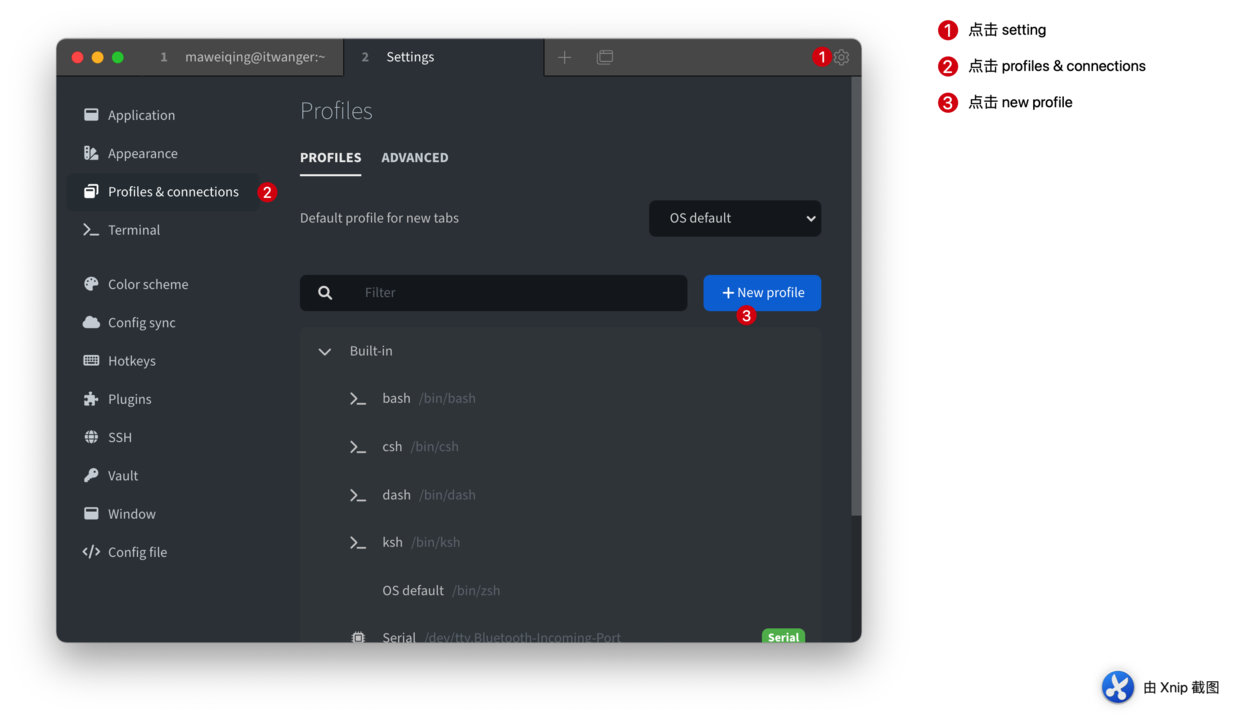 1 maweiqing@itwanger:~ 2 Settings 1
Application
Appearance
Profiles & connections 2
Terminal
Color scheme
Config sync
Hotkeys
Plugins
SSH
Vault
Window
Config file
Profiles
PROFILES ADVANCED
Default profile for new tabs OS default
Filter New profile
3
Built-in
bash /bin/bash
csh /bin/csh
dash /bin/dash
ksh /bin/ksh
OS default /bin/zsh
Serial /dev/tty.Bluetooth-Incoming-Port Serial
1 点击 setting
2 点击 profiles & connections
3 点击 new profile
由 Xnip 截图